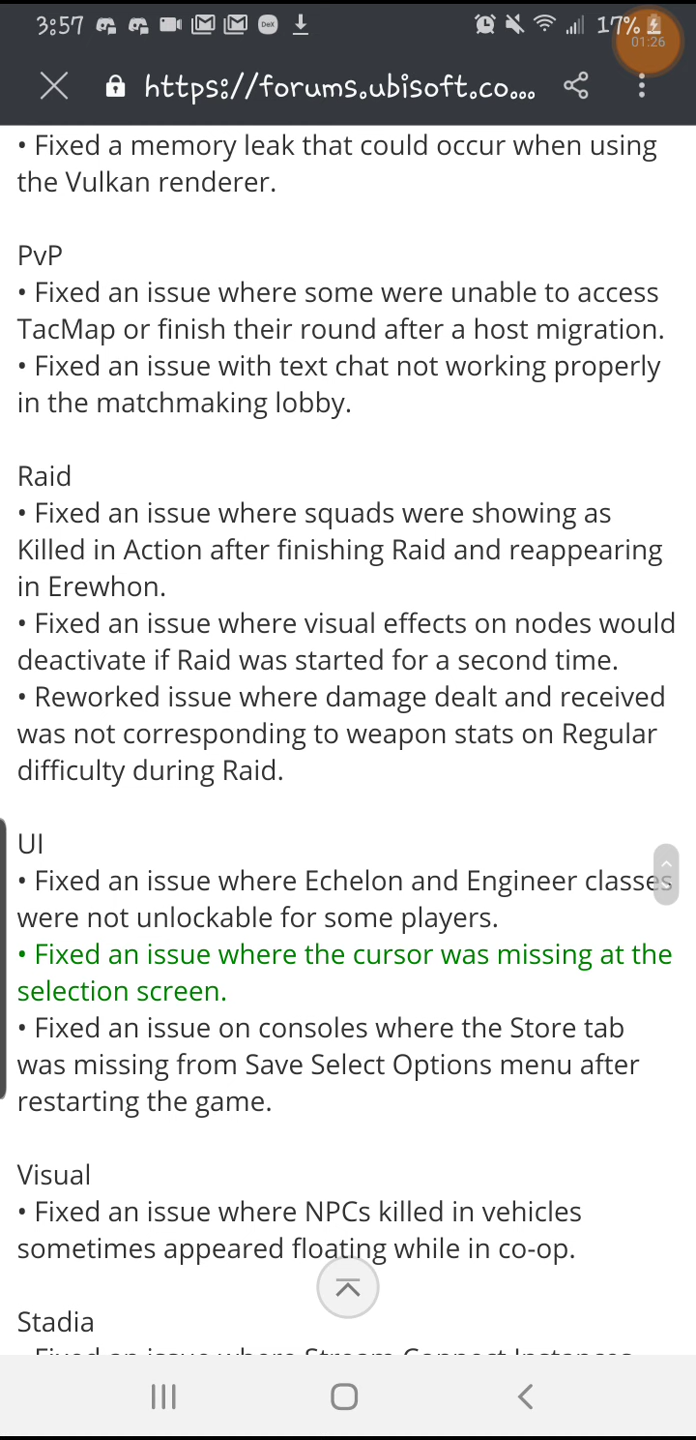 3:57 DeX 17%
01:26
https://forums.ubisoft.co...
• Fixed a memory leak that could occur when using
the Vulkan renderer.
PvP
• Fixed an issue where some were unable to access
TacMap or finish their round after a host migration.
• Fixed an issue with text chat not working properly
in the matchmaking lobby.
Raid
• Fixed an issue where squads were showing as
Killed in Action after finishing Raid and reappearing
in Erewhon.
• Fixed an issue where visual effects on nodes would
deactivate if Raid was started for a second time.
• Reworked issue where damage dealt and received
was not corresponding to weapon stats on Regular
difficulty during Raid.
UI
• Fixed an issue where Echelon and Engineer classes
were not unlockable for some players.
• Fixed an issue where the cursor was missing at the
selection screen.
• Fixed an issue on consoles where the Store tab
was missing from Save Select Options menu after
restarting the game.
Visual
• Fixed an issue where NPCs killed in vehicles
sometimes appeared floating while in co-op.
Stadia
Fixed an issue where Stream Connect Instances